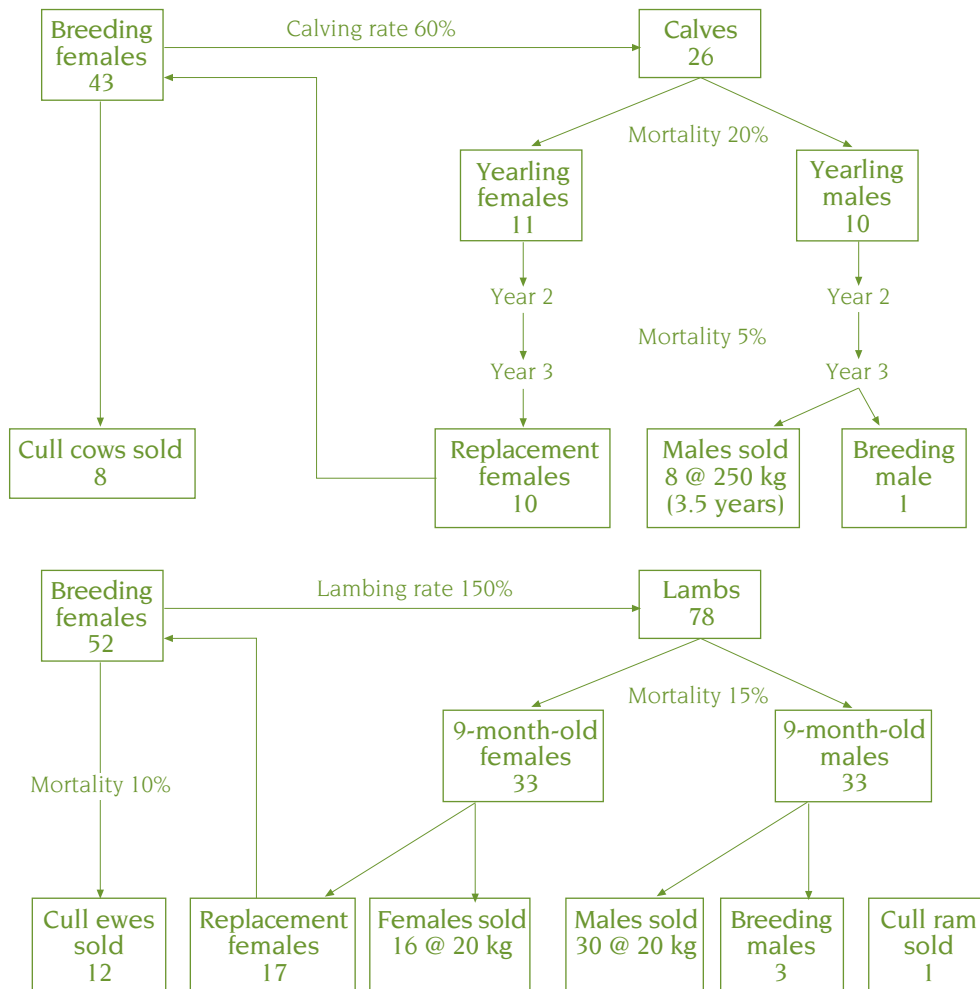 Breeding
females
43
Calving rate 60%
Calves
26
Mortality 20%
Yearling
females
11
Yearling
males
10
Year 2
Year 2
Mortality 5%
Year 3
Year 3
Cull cows sold
8
Replacement
females
10
Males sold
8 @ 250 kg
(3.5 years)
Breeding
male
1
Breeding
females
52
Lambing rate 150%
Lambs
78
Mortality 15%
9-month-old
females
33
9-month-old
males
33
Mortality 10%
Cull ewes
sold
12
Replacement
females
17
Females sold
16 @ 20 kg
Males sold
30 @ 20 kg
Breeding
males
3
Cull ram
sold
1